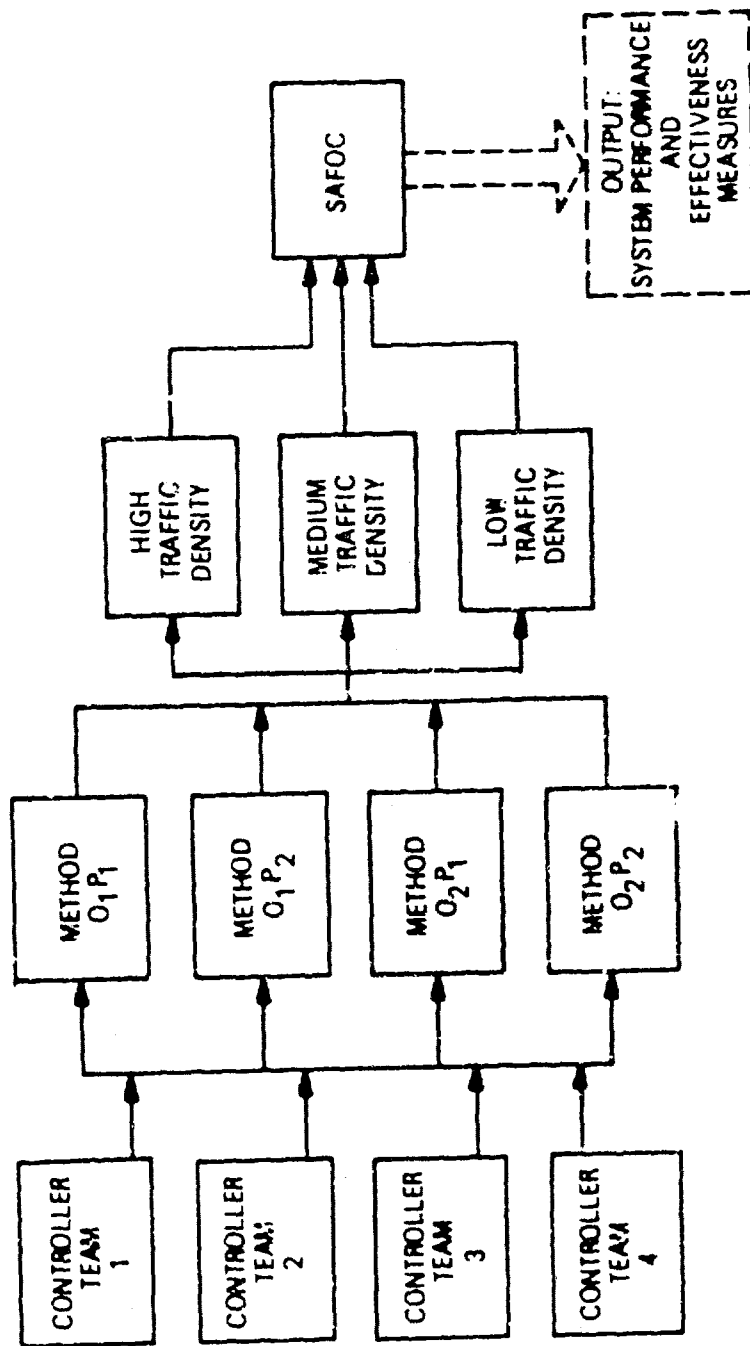 CONTROLLER
TEAM
1
CONTROLLER
TEAM
2
CONTROLLER
TEAM
3
CONTROLLER
TEAM
4
METHOD
O₁P₁
METHOD
O₁P₂
METHOD
O₂P₁
METHOD
O₂P₂
HIGH
TRAFFIC
DENSITY
MEDIUM
TRAFFIC
DENSITY
LOW
TRAFFIC
DENSITY
SAFOC
OUTPUT:
SYSTEM PERFORMANCE
AND
EFFECTIVENESS
MEASURES